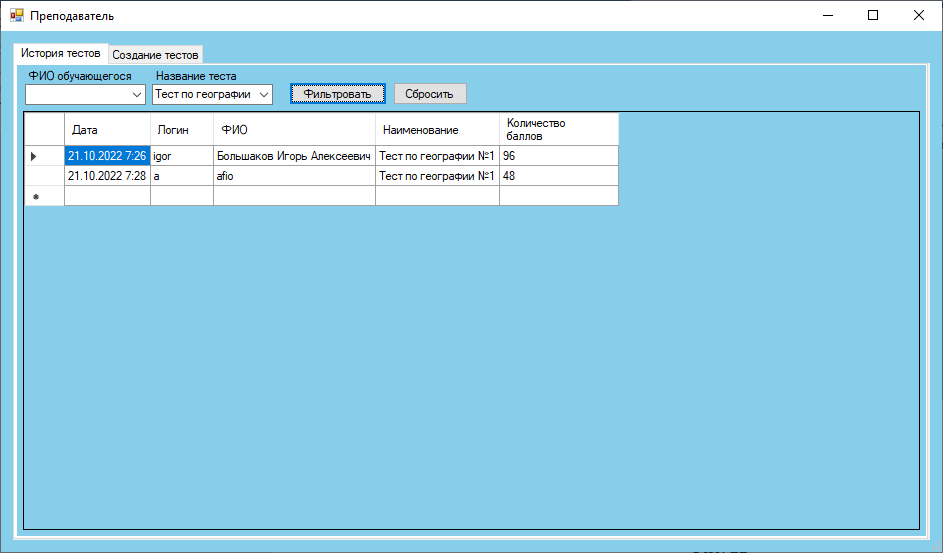 Преподаватель
История тестов Создание тестов
ФИО обучающегося Название теста
Тест по географии Фильтровать Сбросить
Дата Логин ФИО Наименование Количество баллов
21.10.2022 7:26 igor Большаков Игорь Алексеевич Тест по географии №1 96
21.10.2022 7:28 a afio Тест по географии №1 48